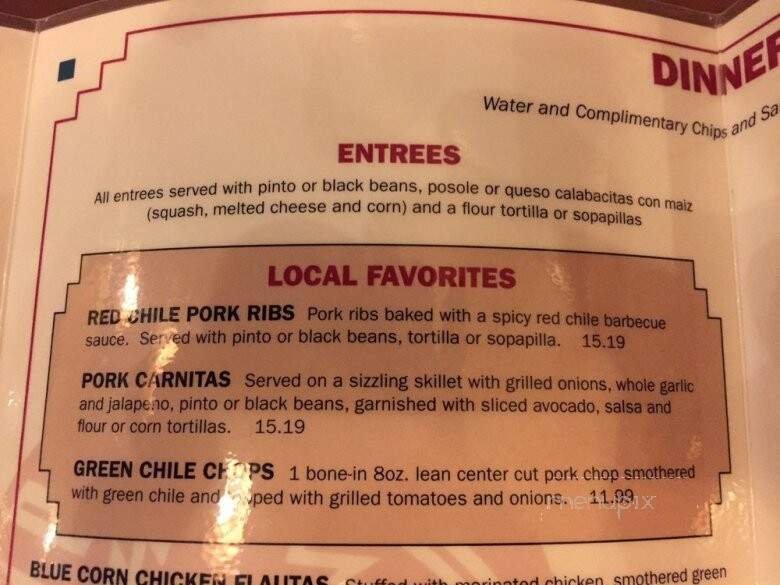 DINNER
Water and Complimentary Chips and Sa
ENTREES
All entrees served with pinto or black beans, posole or queso calabacitas con maiz
(squash, melted cheese and corn) and a flour tortilla or sopapillas
LOCAL FAVORITES
RED CHILE PORK RIBS Pork ribs baked with a spicy red chile barbecue
sauce. Served with pinto or black beans, tortilla or sopapilla. 15.19
PORK CARNITAS Served on a sizzling skillet with grilled onions, whole garlic
and jalapeno, pinto or black beans, garnished with sliced avocado, salsa and
flour or corn tortillas. 15.19
GREEN CHILE CHOPS 1 bone-in 8oz. lean center cut pork chop smothered
with green chile and topped with grilled tomatoes and onions. 11.99
menupix
BLUE CORN CHICKEN FLAUTAS Stuffed with marinated chicken, smothered green